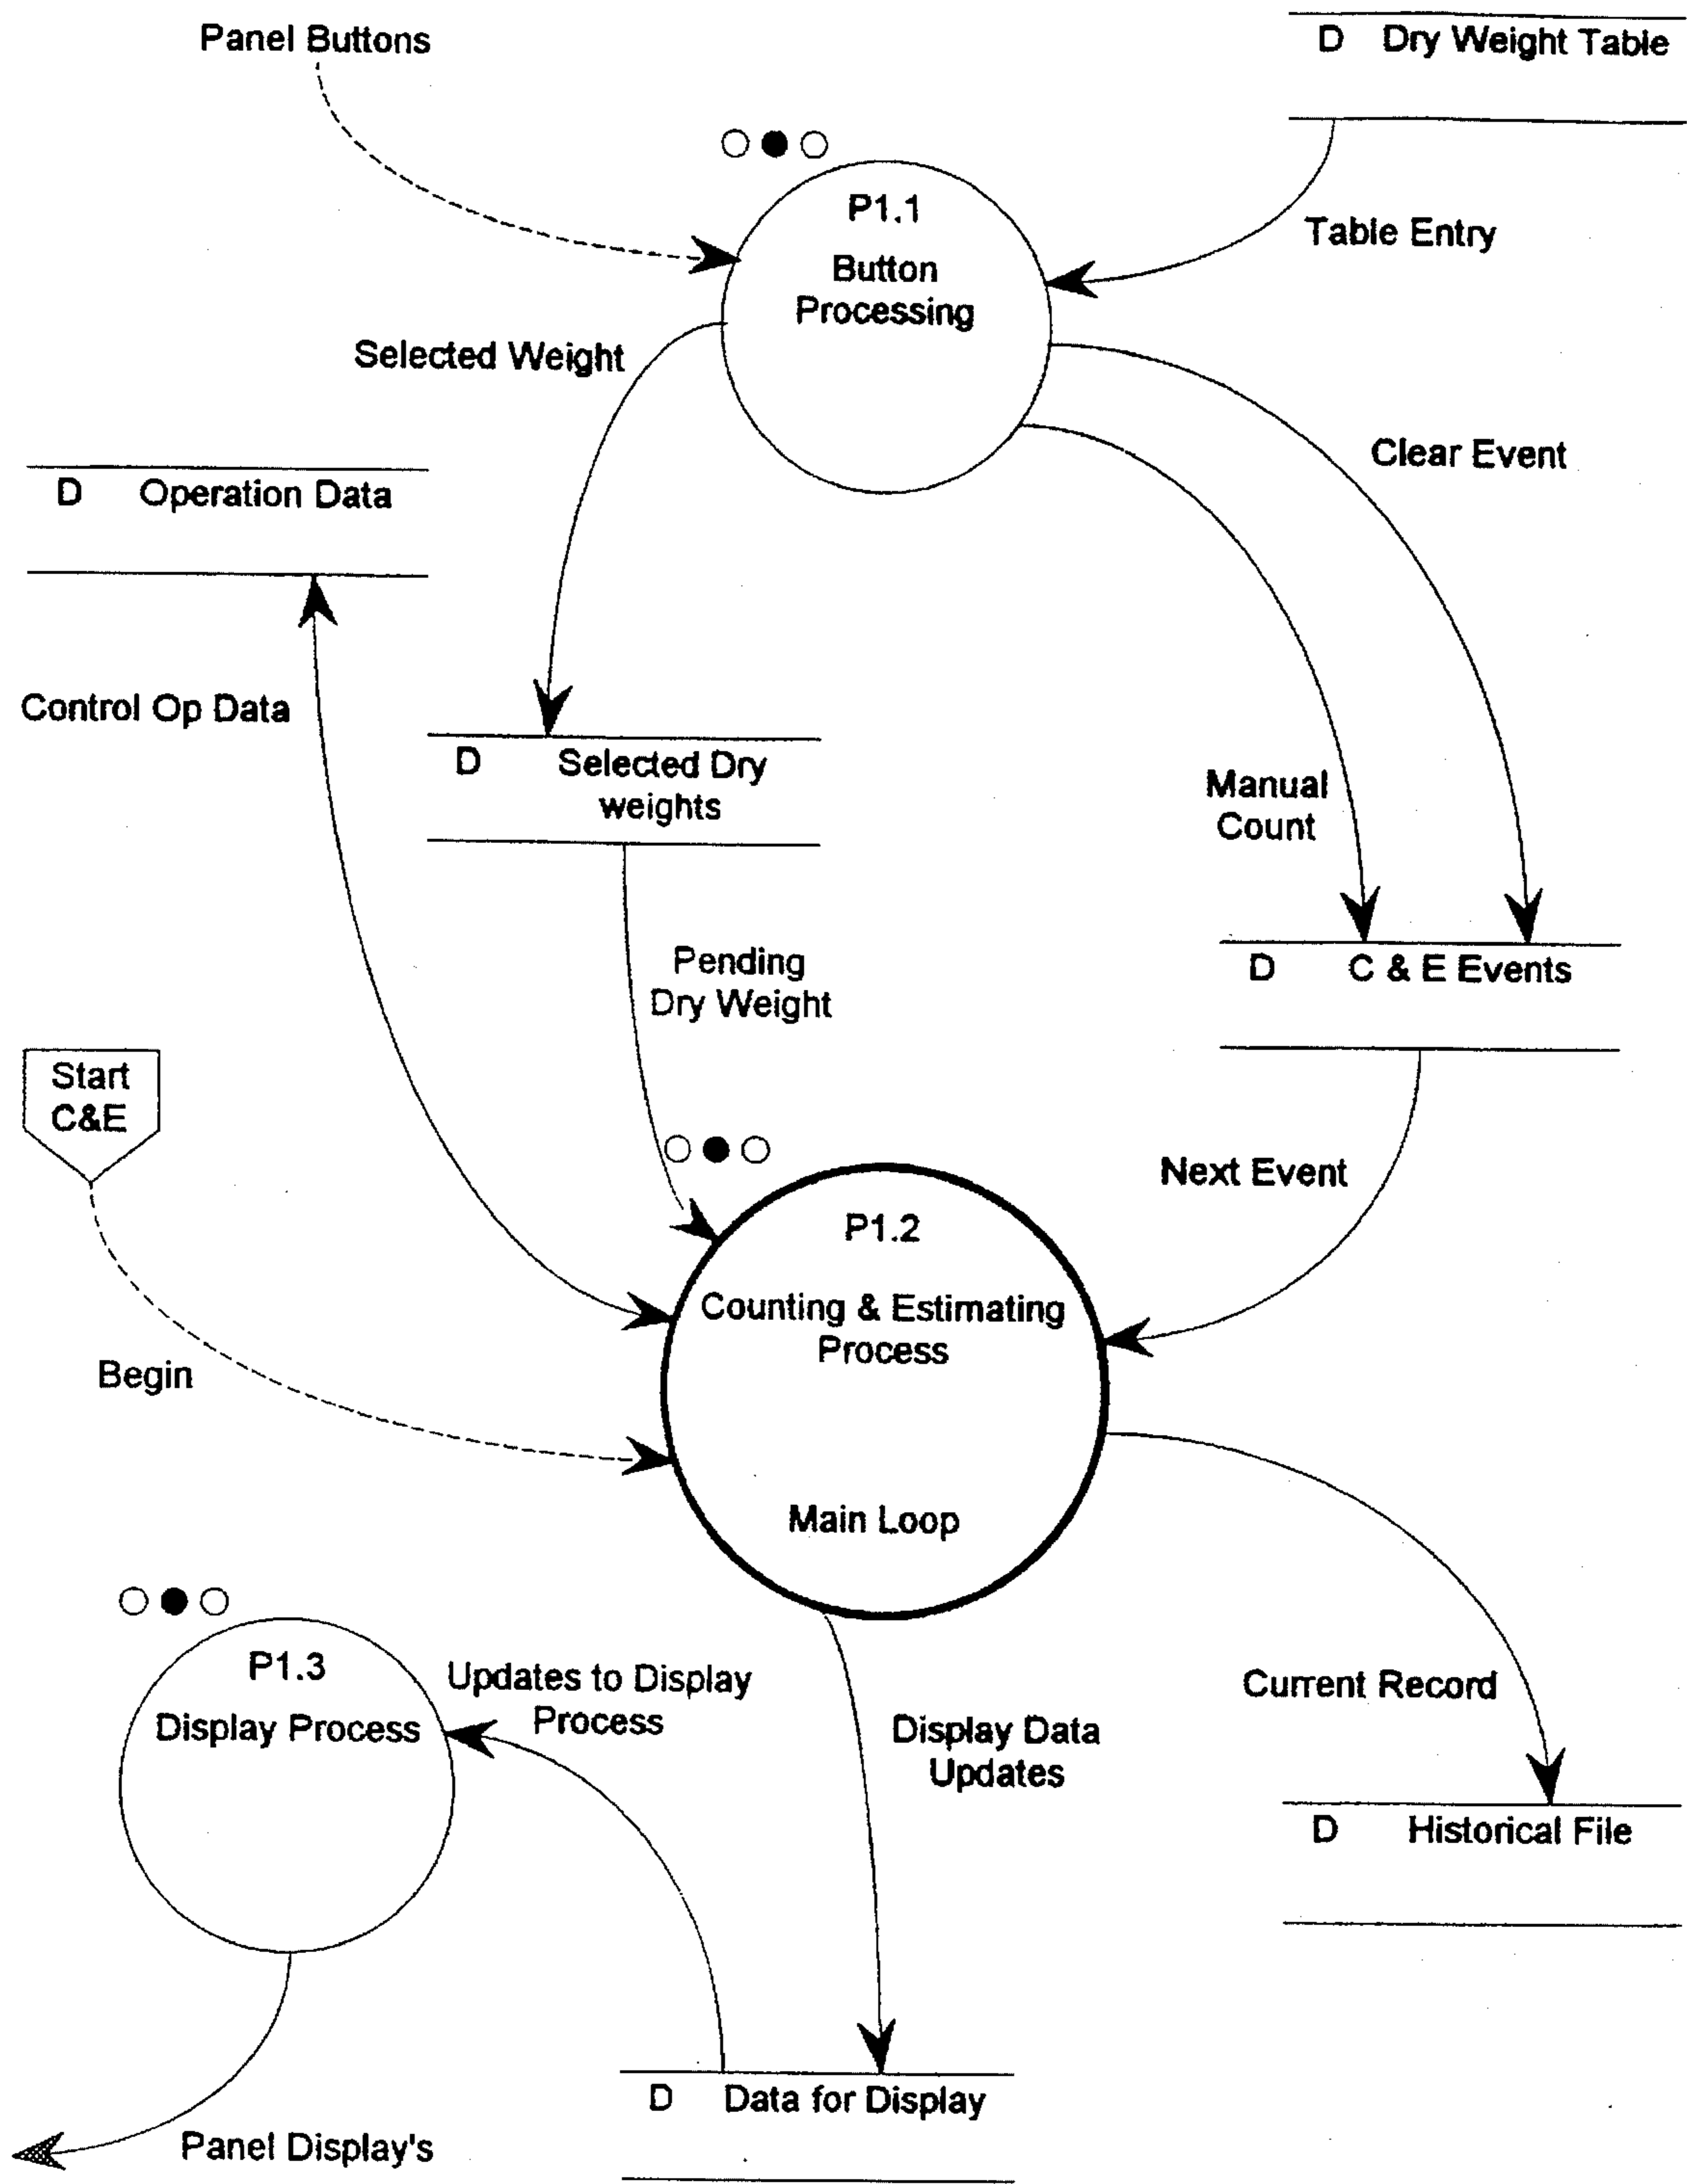 Panel Buttons
D Dry Weight Table
P1.1
Button
Processing
Table Entry
Selected Weight
Clear Event
D Operation Data
Control Op Data
D Selected Dry
weights
Manual
Count
Pending
Dry Weight
D C & E Events
Start
C&E
Next Event
P1.2
Counting & Estimating
Process
Begin
Main Loop
P1.3
Display Process
Updates to Display
Process
Display Data
Updates
Current Record
D Historical File
D Data for Display
Panel Display's